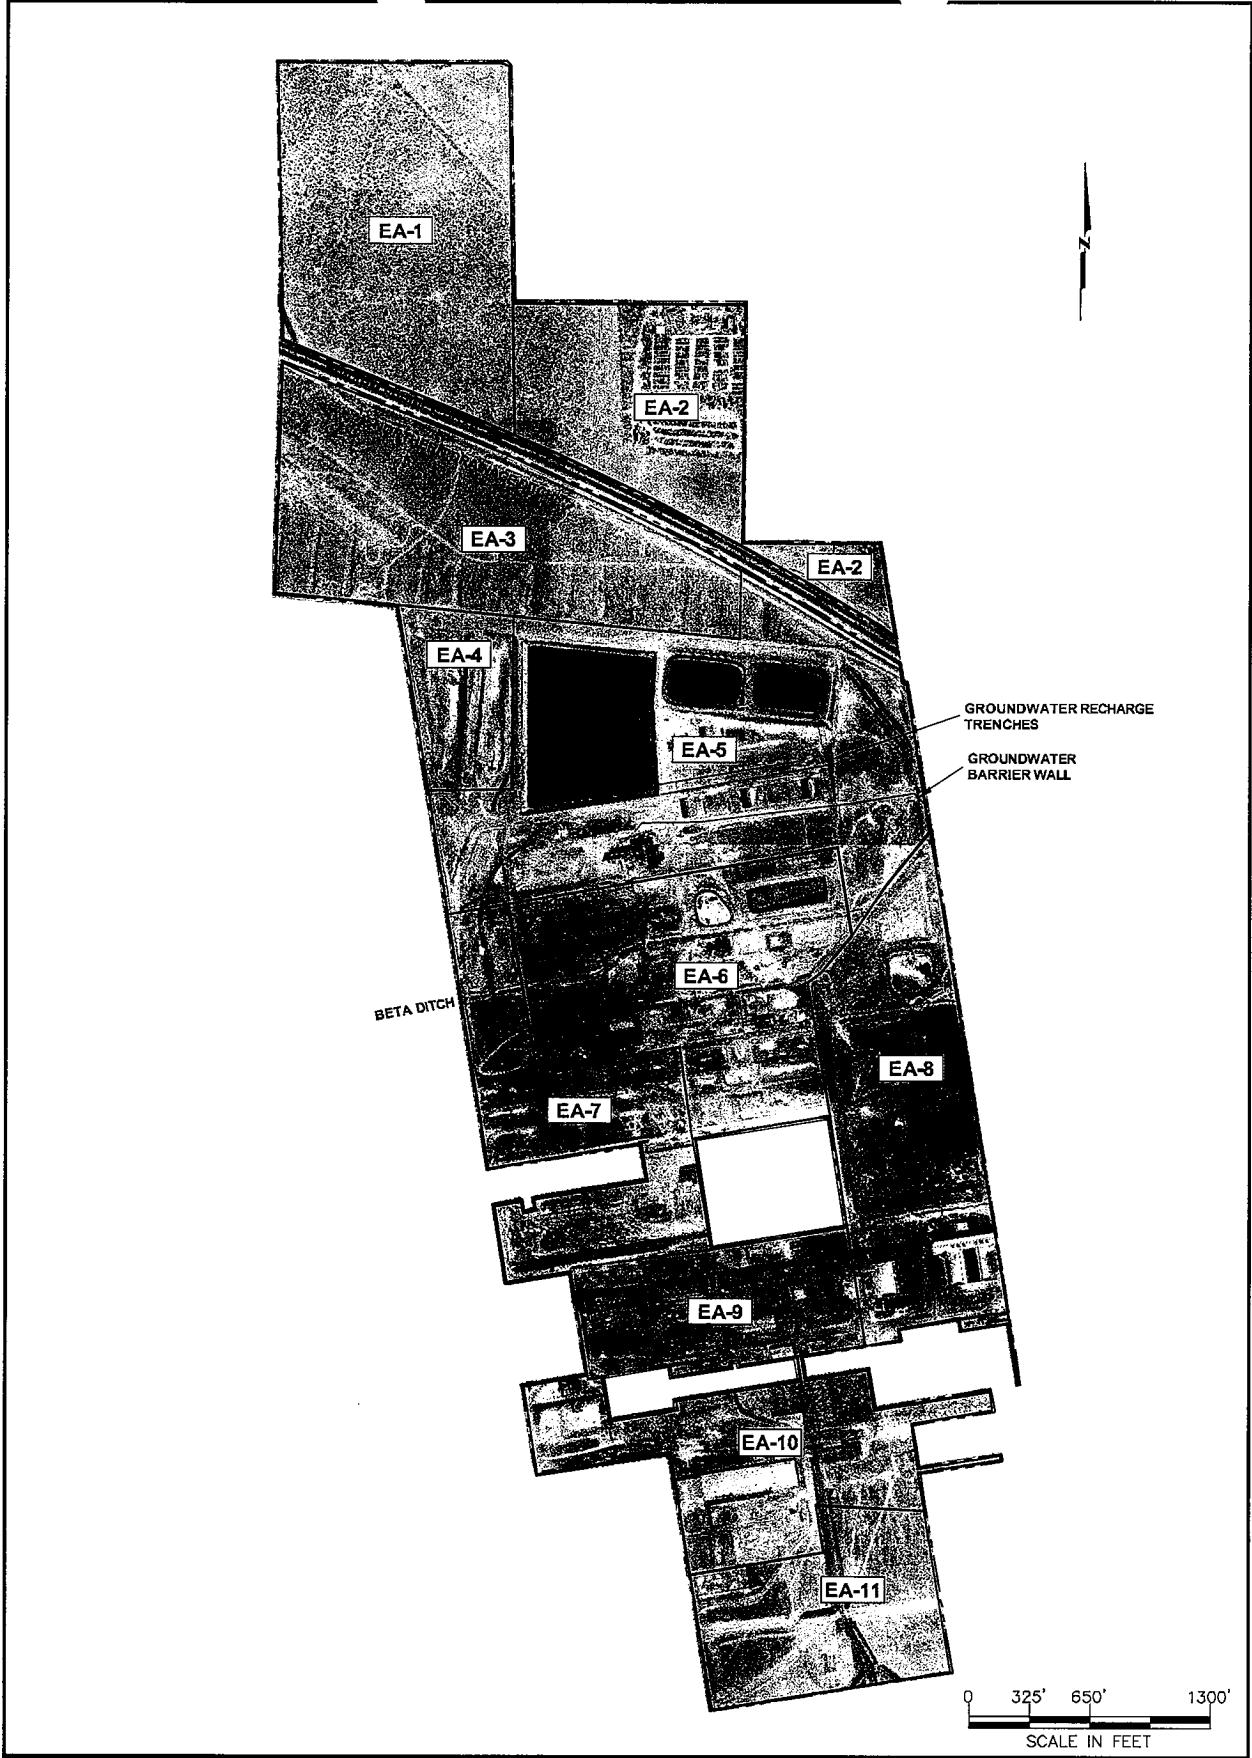 EA-1
N
EA-2
EA-3
EA-2
EA-4
GROUNDWATER RECHARGE
TRENCHES
EA-5
GROUNDWATER
BARRIER WALL
EA-6
BETA DITCH
EA-8
EA-7
EA-9
EA-10
EA-11
0 325' 650' 1300'
SCALE IN FEET